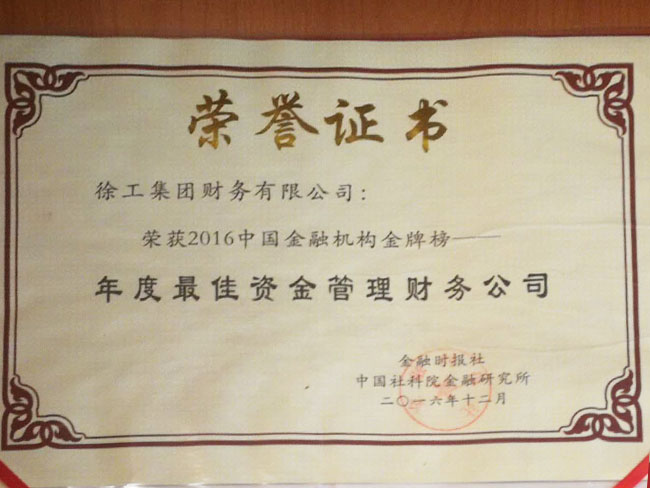 荣誉证书
徐工集团财务有限公司：
荣获2016中国金融机构金牌榜——
年度最佳资金管理财务公司
金融时报社
中国社科院金融研究所
二〇一六年十二月